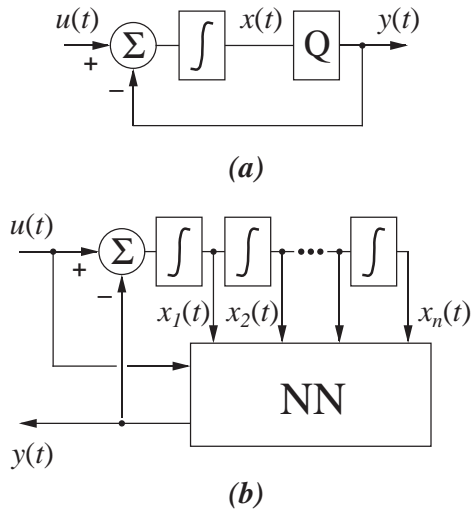 u(t) x(t) y(t)
Σ ∫ Q
+
−
(a)
u(t)
Σ ∫ ∫ ••• ∫
+
−
x₁(t) x₂(t) xₙ(t)
NN
y(t)
(b)